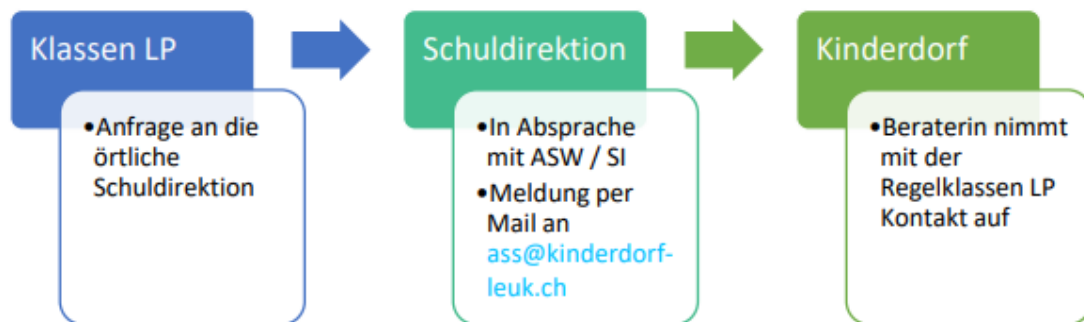 Klassen LP
•Anfrage an die
örtliche
Schuldirektion
Schuldirektion
•In Absprache
mit ASW / SI
•Meldung per
Mail an
ass@kinderdorf-
leuk.ch
Kinderdorf
•Beraterin nimmt
mit der
Regelklassen LP
Kontakt auf